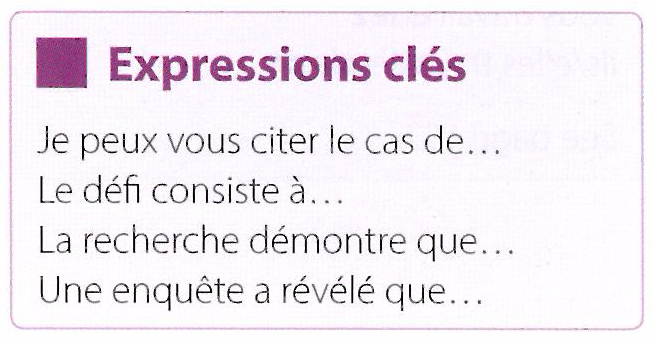 Expressions clés
Je peux vous citer le cas de...
Le défi consiste à...
La recherche démontre que...
Une enquête a révélé que...